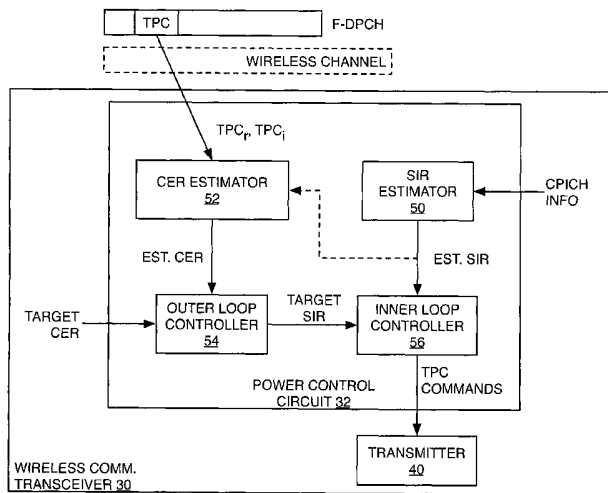 TPC
F-DPCH
WIRELESS CHANNEL
TPCr, TPCi
CER ESTIMATOR
52
SIR
ESTIMATOR
50
CPICH
INFO
EST. CER
EST. SIR
TARGET
CER
OUTER LOOP
CONTROLLER
54
TARGET
SIR
INNER LOOP
CONTROLLER
56
POWER CONTROL
CIRCUIT 32
TPC
COMMANDS
TRANSMITTER
40
WIRELESS COMM.
TRANSCEIVER 30